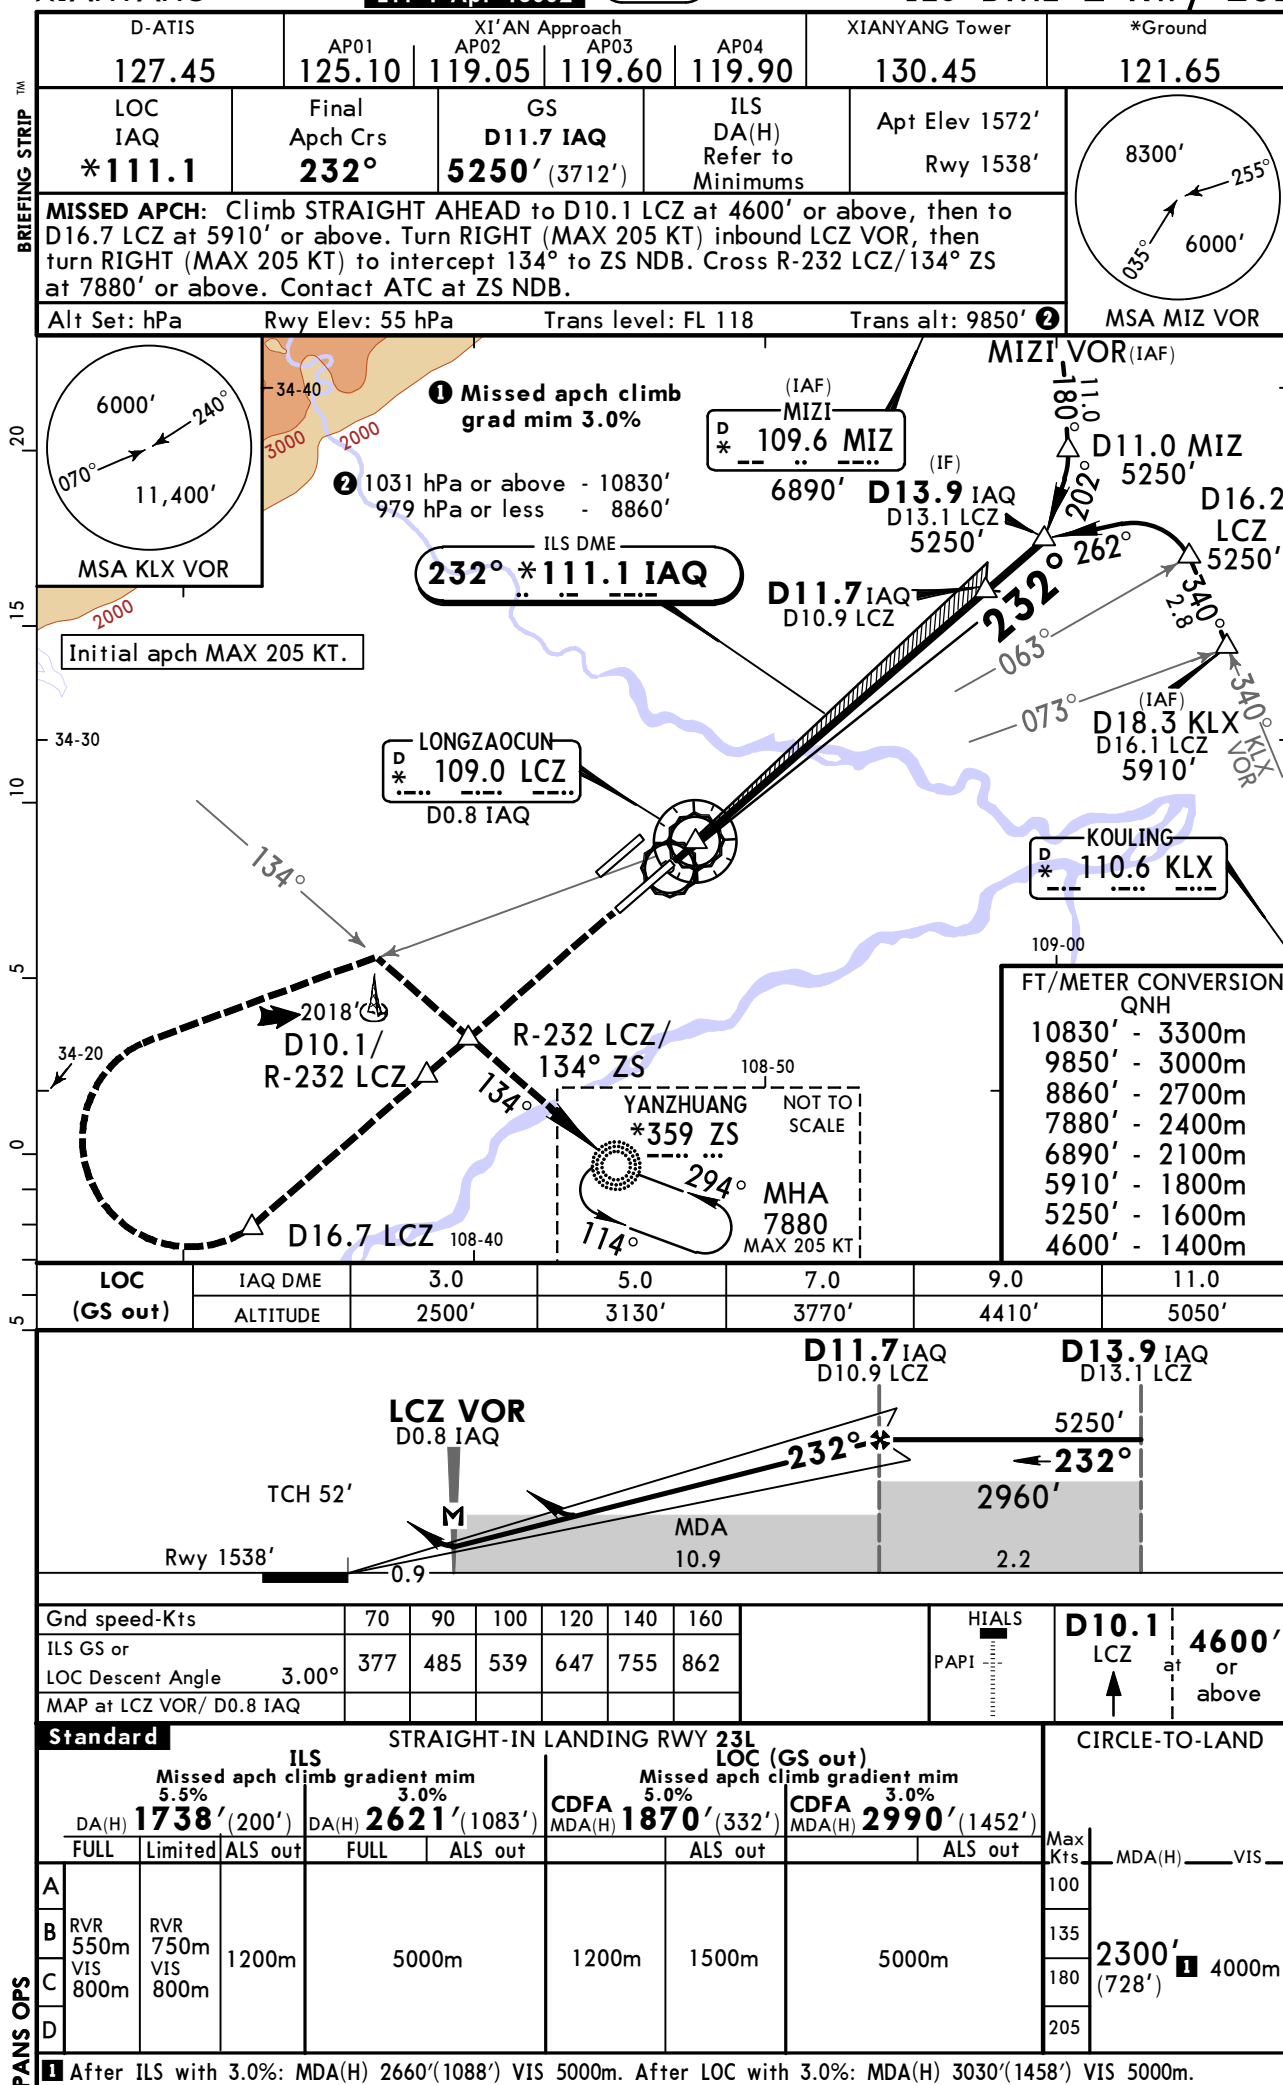 D-ATIS
127.45
XI'AN Approach
AP01 AP02 AP03 AP04
125.10 119.05 119.60 119.90
XIANYANG Tower
130.45
*Ground
121.65
BRIEFING STRIP TM
LOC
IAQ
*111.1
Final
Apch Crs
232°
GS
D11.7 IAQ
5250' (3712')
ILS
DA(H)
Refer to
Minimums
Apt Elev 1572'
Rwy 1538'
MISSED APCH: Climb STRAIGHT AHEAD to D10.1 LCZ at 4600' or above, then to
D16.7 LCZ at 5910' or above. Turn RIGHT (MAX 205 KT) inbound LCZ VOR, then
turn RIGHT (MAX 205 KT) to intercept 134° to ZS NDB. Cross R-232 LCZ/134° ZS
at 7880' or above. Contact ATC at ZS NDB.
Alt Set: hPa Rwy Elev: 55 hPa Trans level: FL 118 Trans alt: 9850' 2
8300'
255°
035°
6000'
MSA MIZ VOR
6000'
240°
070°
11,400'
MSA KLX VOR
34-40
3000
2000
2000
1 Missed apch climb
grad mim 3.0%
2 1031 hPa or above - 10830'
979 hPa or less - 8860'
(IAF)
MIZI
D
* 109.6 MIZ
6890'
MIZI VOR (IAF)
180°
11.0
D11.0 MIZ
5250'
202°
(IF)
D13.9 IAQ
D13.1 LCZ
5250'
D16.2
LCZ
5250'
262°
ILS DME
232° *111.1 IAQ
D11.7 IAQ
D10.9 LCZ
232°
340°
2.8
063°
073°
(IAF)
D18.3 KLX
D16.1 LCZ
5910'
340° KLX
VOR
Initial apch MAX 205 KT.
34-30
LONGZAOCUN
D
* 109.0 LCZ
D0.8 IAQ
KOULING
D
* 110.6 KLX
109-00
134°
2018'
D10.1/
R-232 LCZ
R-232 LCZ/
134° ZS
34-20
134°
108-50
YANZHUANG
*359 ZS
NOT TO
SCALE
294°
114°
MHA
7880
MAX 205 KT
D16.7 LCZ
108-40
20
15
10
5
0
5
FT/METER CONVERSION
QNH
10830' - 3300m
9850' - 3000m
8860' - 2700m
7880' - 2400m
6890' - 2100m
5910' - 1800m
5250' - 1600m
4600' - 1400m
LOC
(GS out)
IAQ DME 3.0 5.0 7.0 9.0 11.0
ALTITUDE 2500' 3130' 3770' 4410' 5050'
D11.7 IAQ
D10.9 LCZ
D13.9 IAQ
D13.1 LCZ
LCZ VOR
D0.8 IAQ
5250'
232°
232°
2960'
TCH 52'
M
MDA
Rwy 1538'
0.9
10.9
2.2
Gnd speed-Kts 70 90 100 120 140 160
ILS GS or
LOC Descent Angle 3.00° 377 485 539 647 755 862
MAP at LCZ VOR/ D0.8 IAQ
HIALS
PAPI
D10.1
LCZ
at
4600'
or
above
Standard
STRAIGHT-IN LANDING RWY 23L
CIRCLE-TO-LAND
ILS
Missed apch climb gradient mim
5.5% 3.0%
DA(H) 1738' (200') DA(H) 2621' (1083')
LOC (GS out)
Missed apch climb gradient mim
5.0% 3.0%
CDFA
MDA(H) 1870' (332')
CDFA
MDA(H) 2990' (1452')
FULL Limited ALS out FULL ALS out ALS out ALS out
Max
Kts MDA(H) VIS
A
B
C
D
RVR
550m
VIS
800m
RVR
750m
VIS
800m
1200m
5000m
1200m
1500m
5000m
100
135
180
205
2300'
(728')
1 4000m
PANS OPS
1 After ILS with 3.0%: MDA(H) 2660'(1088') VIS 5000m. After LOC with 3.0%: MDA(H) 3030'(1458') VIS 5000m.